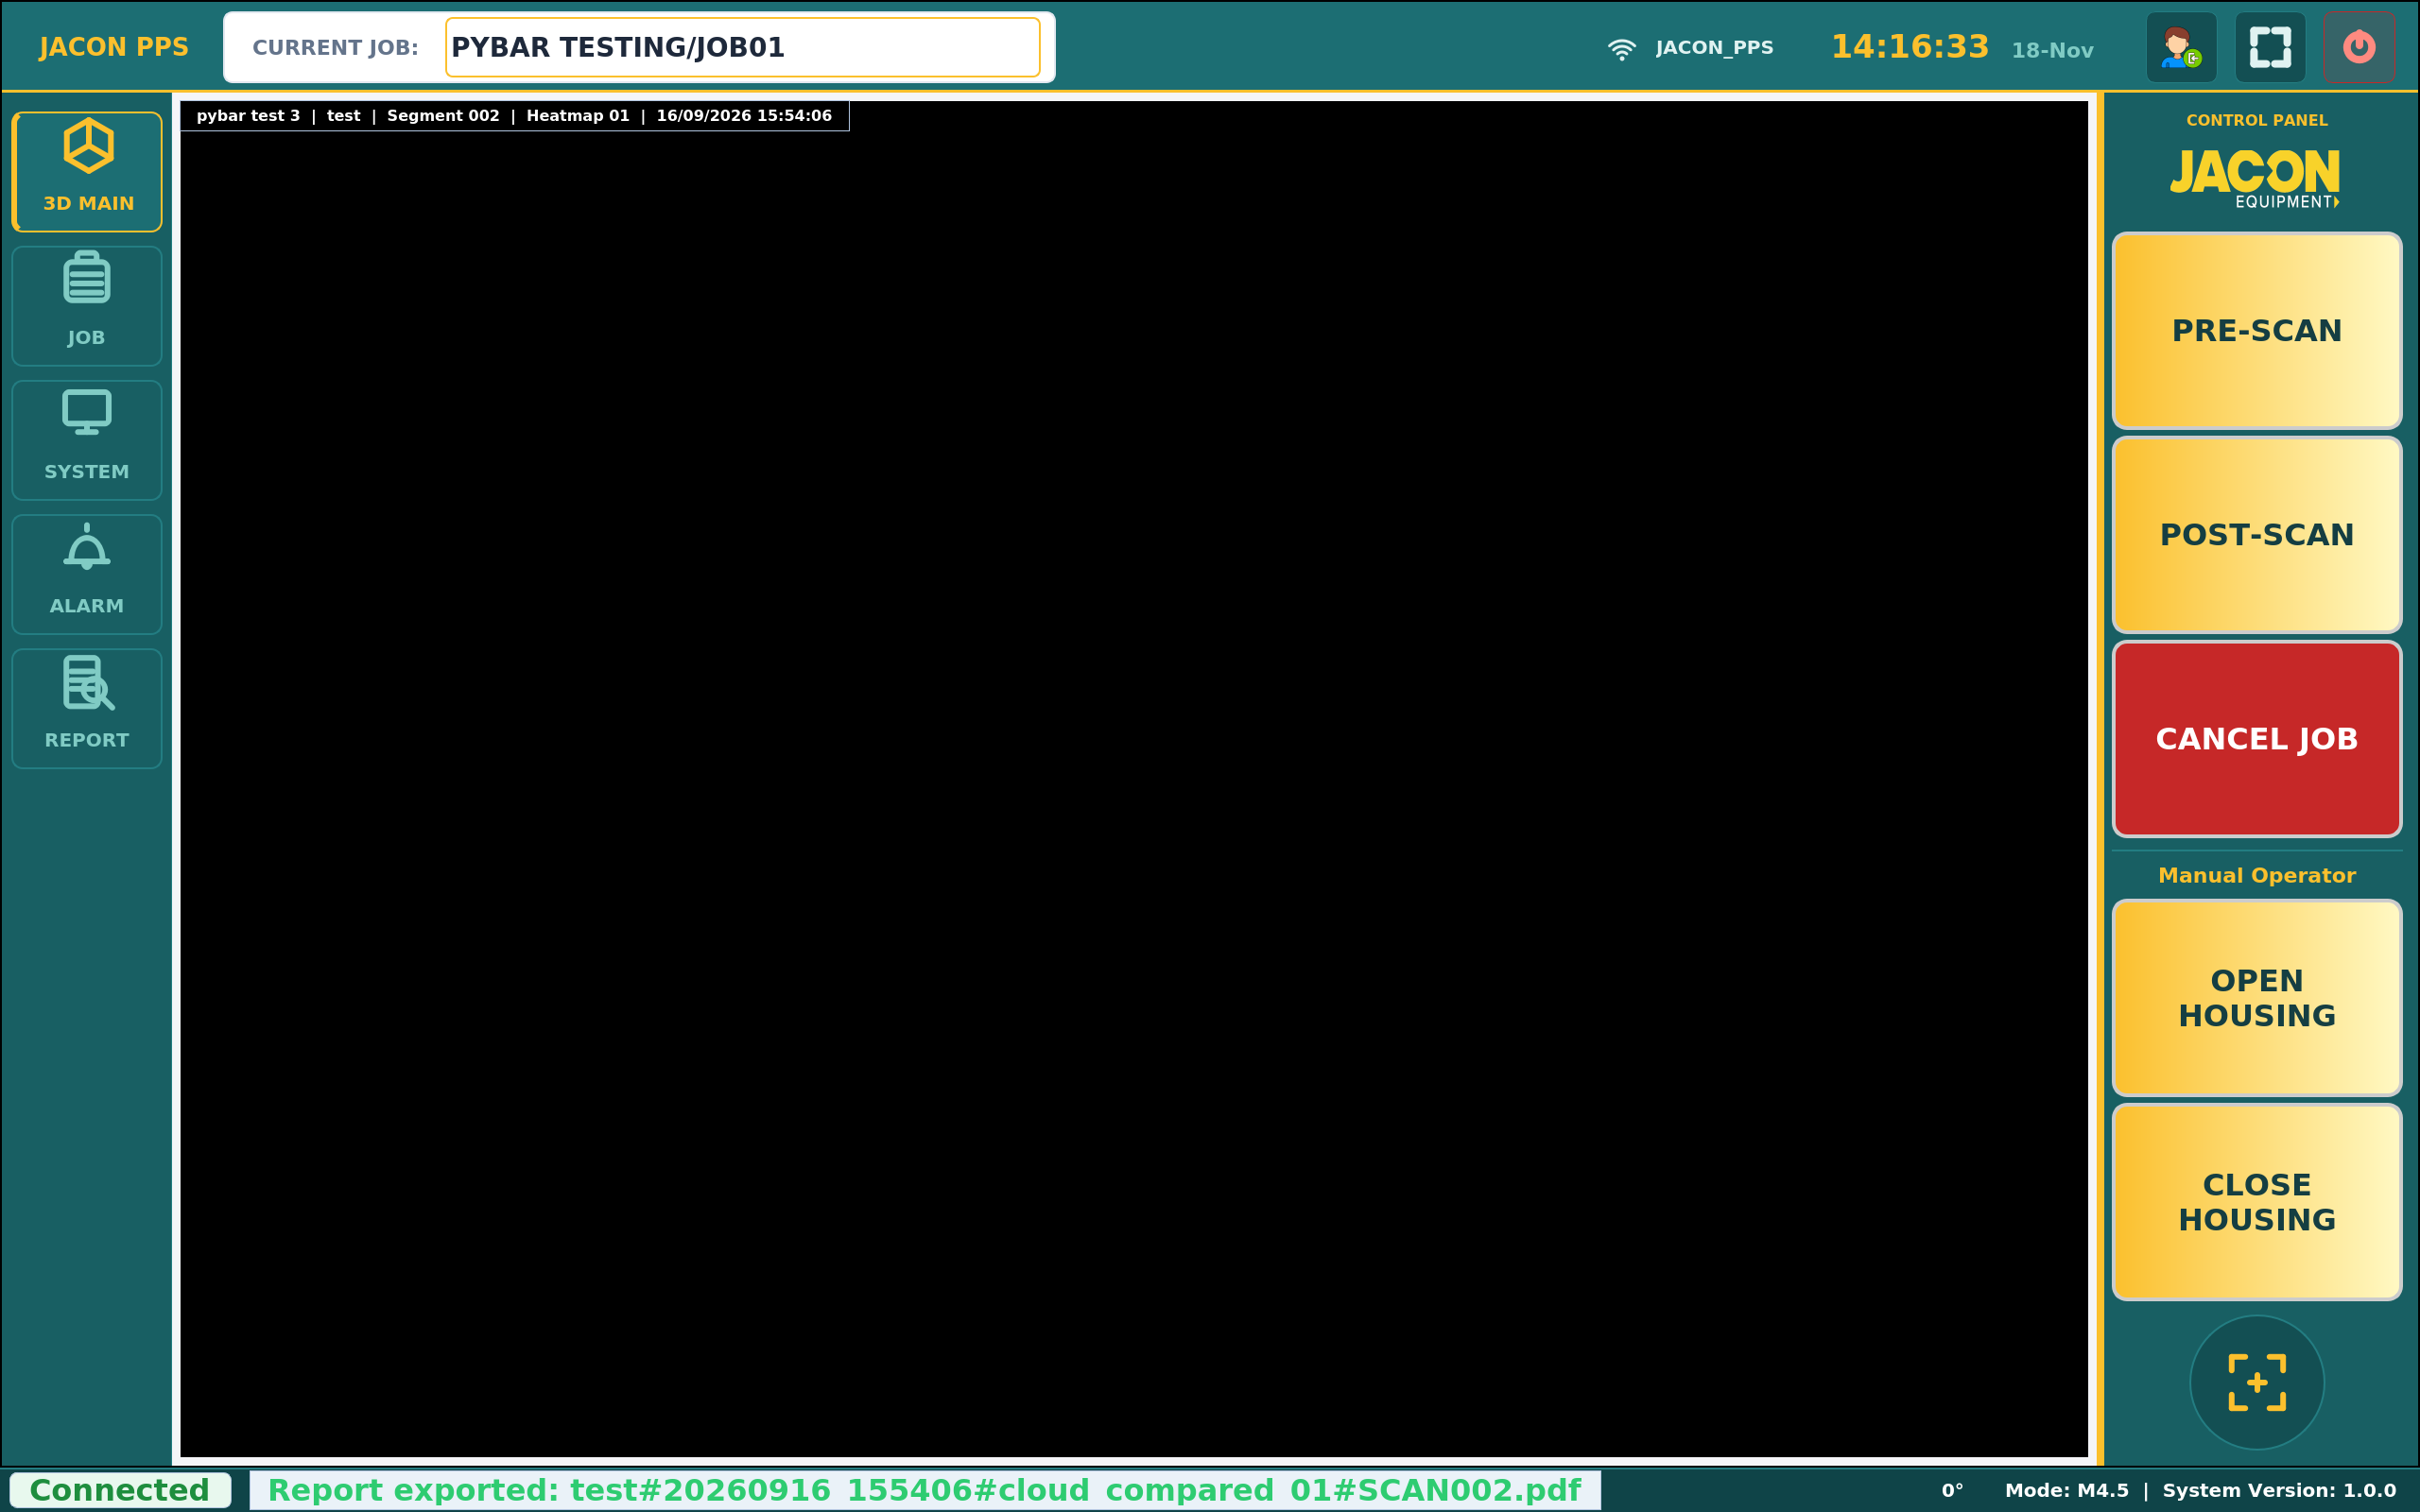 JACON PPS
CURRENT JOB: PYBAR TESTING/JOB01
JACON_PPS
14:16:33 18-Nov
3D MAIN
JOB
SYSTEM
ALARM
REPORT
pybar test 3 | test | Segment 002 | Heatmap 01 | 16/09/2026 15:54:06
CONTROL PANEL
JACON
EQUIPMENT
PRE-SCAN
POST-SCAN
CANCEL JOB
Manual Operator
OPEN
HOUSING
CLOSE
HOUSING
Connected
Report exported: test#20260916_155406#cloud_compared_01#SCAN002.pdf
0° Mode: M4.5 | System Version: 1.0.0